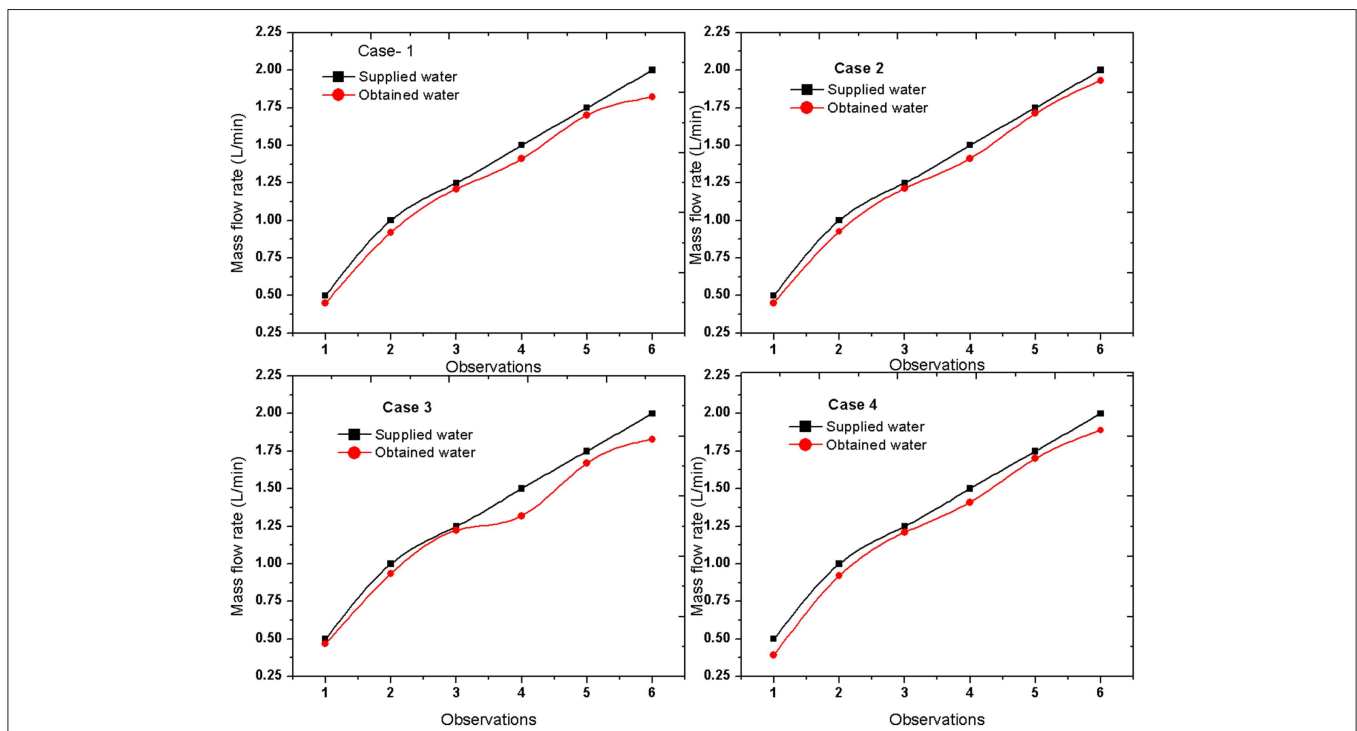 Case- 1
Supplied water
Obtained water
Mass flow rate (L/min)
2.25
2.00
1.75
1.50
1.25
1.00
0.75
0.50
0.25
1 2 3 4 5 6
Observations
Case 2
Supplied water
Obtained water
Mass flow rate (L/min)
2.25
2.00
1.75
1.50
1.25
1.00
0.75
0.50
0.25
1 2 3 4 5 6
Observations
Case 3
Supplied water
Obtained water
Mass flow rate (L/min)
2.25
2.00
1.75
1.50
1.25
1.00
0.75
0.50
0.25
1 2 3 4 5 6
Observations
Case 4
Supplied water
Obtained water
Mass flow rate (L/min)
2.25
2.00
1.75
1.50
1.25
1.00
0.75
0.50
0.25
1 2 3 4 5 6
Observations